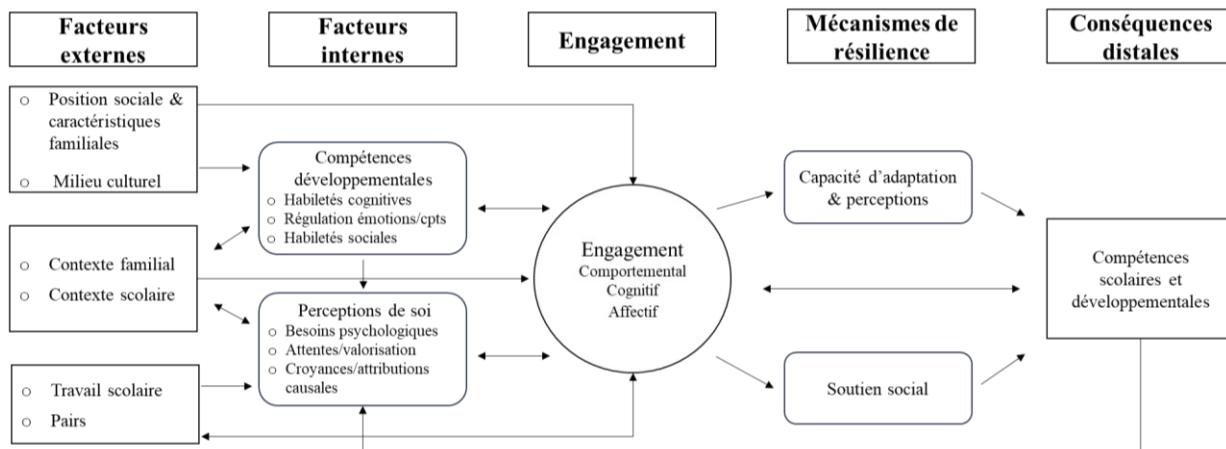 Facteurs
externes
Facteurs
internes
Engagement
Mécanismes de
résilience
Conséquences
distales
Position sociale &
caractéristiques
familiales
Milieu culturel
Contexte familial
Contexte scolaire
Travail scolaire
Pairs
Compétences
développementales
Habiletés cognitives
Régulation émotions/cpts
Habiletés sociales
Perceptions de soi
Besoins psychologiques
Attentes/valorisation
Croyances/attributions
causales
Engagement
Comportemental
Cognitif
Affectif
Capacité d'adaptation
& perceptions
Soutien social
Compétences
scolaires et
développementales